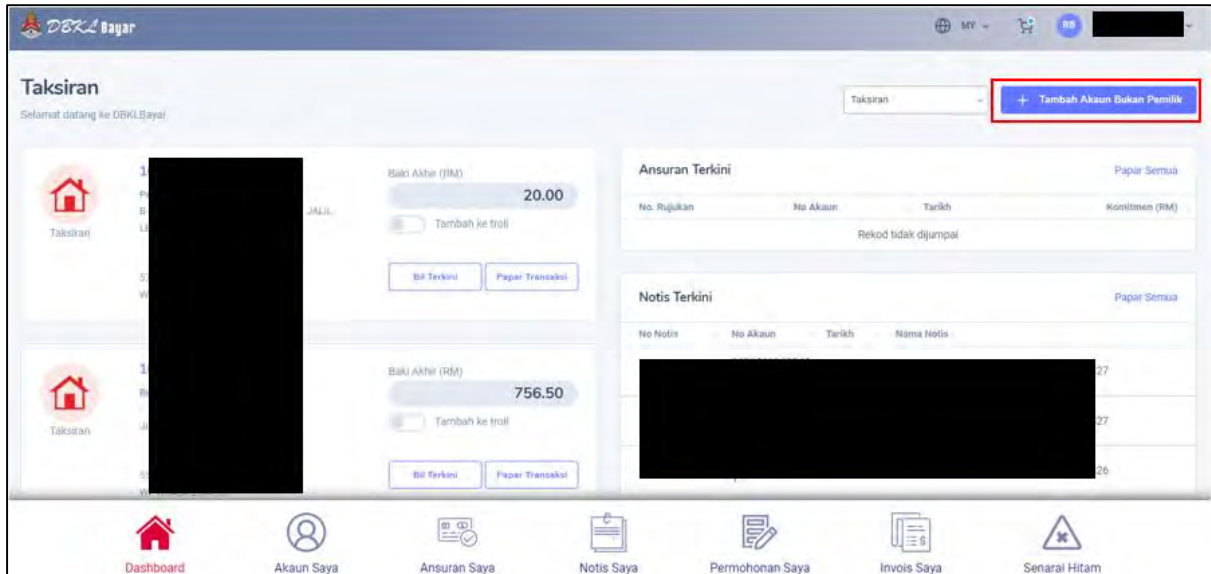 DBKL Bayar
MY
RB
Taksiran
Selamat datang ke DBKLBayar
Taksiran
+ Tambah Akaun Bukan Pemilik
Taksiran
JALIL
Baki Akhir (RM)
20.00
Tambah ke troli
Bil Terkini
Papar Transaksi
Taksiran
Baki Akhir (RM)
756.50
Tambah ke troli
Bil Terkini
Papar Transaksi
Ansuran Terkini
Papar Semua
No. Rujukan No Akaun Tarikh Komitmen (RM)
Rekod tidak dijumpai
Notis Terkini
Papar Semua
No Notis No Akaun Tarikh Nama Notis
27
27
26
Dashboard
Akaun Saya
Ansuran Saya
Notis Saya
Permohonan Saya
Invois Saya
Senarai Hitam